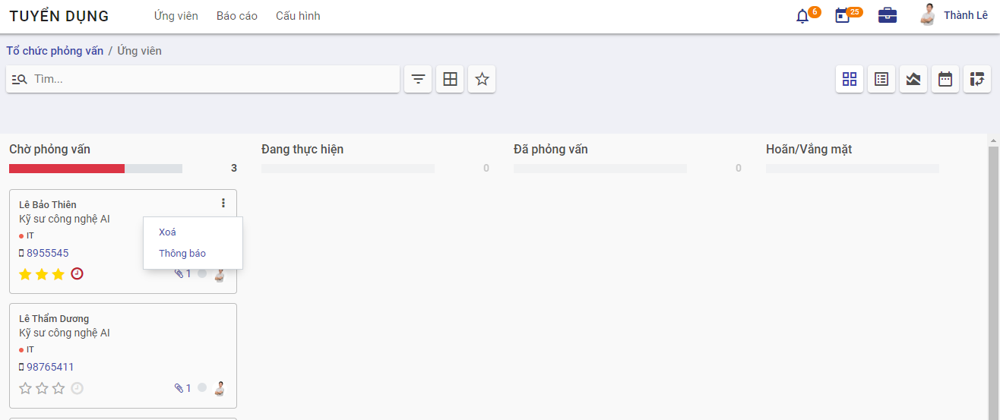 TUYỂN DỤNG Ứng viên Báo cáo Cấu hình 6 25 Thành Lê
Tổ chức phỏng vấn / Ứng viên
Tìm...
Chờ phỏng vấn Đang thực hiện Đã phỏng vấn Hoãn/Vắng mặt
3 0 0
Lê Bảo Thiên
Kỹ sư công nghệ AI
IT
8955545
Xoá
Thông báo
1
Lê Thẩm Dương
Kỹ sư công nghệ AI
IT
98765411
1